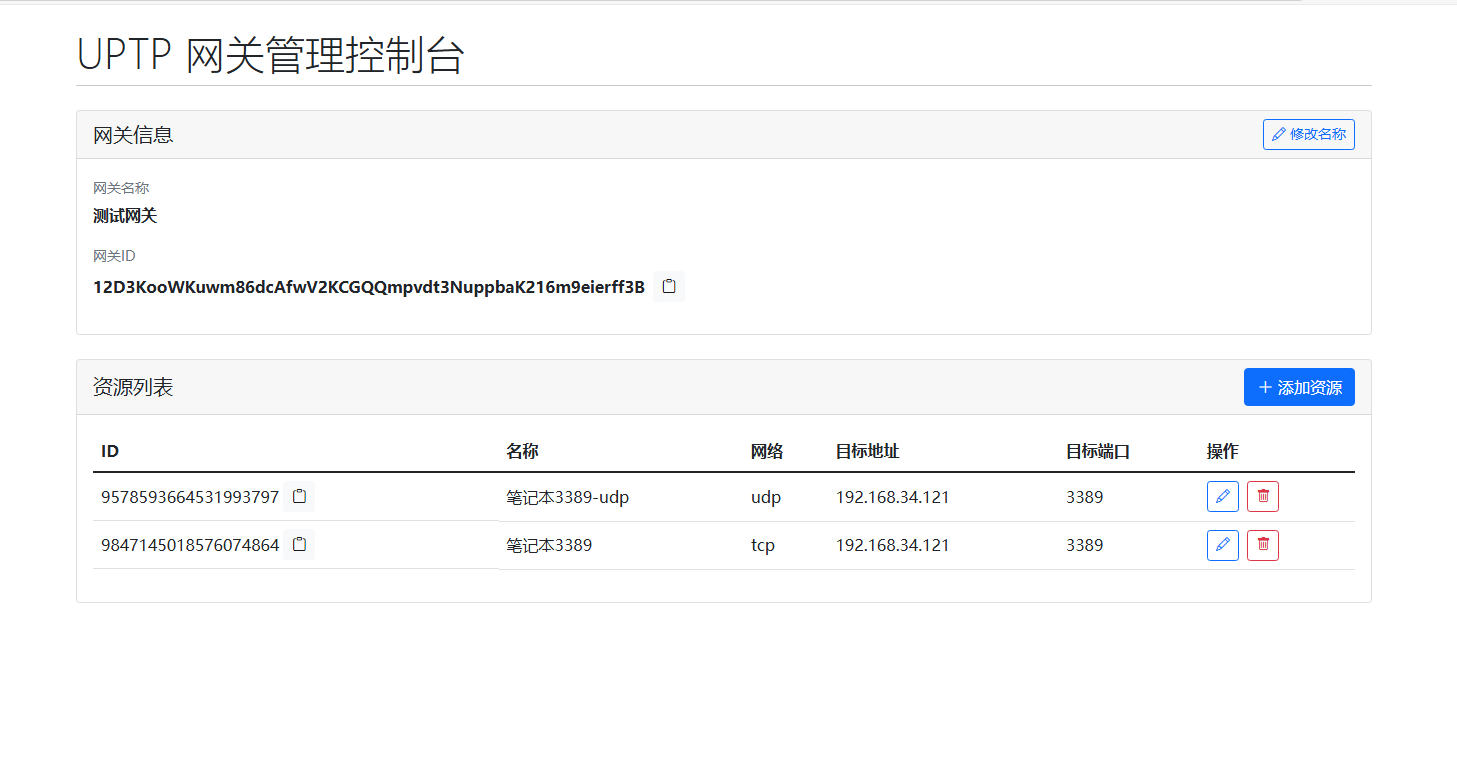 UPTP 网关管理控制台
网关信息
修改名称
网关名称
测试网关
网关ID
12D3KooWKuwm86dcAfwV2KCGQQmpvdt3NuppbaK216m9eierff3B
资源列表
+ 添加资源
ID 名称 网络 目标地址 目标端口 操作
9578593664531993797 笔记本3389-udp udp 192.168.34.121 3389
9847145018576074864 笔记本3389 tcp 192.168.34.121 3389